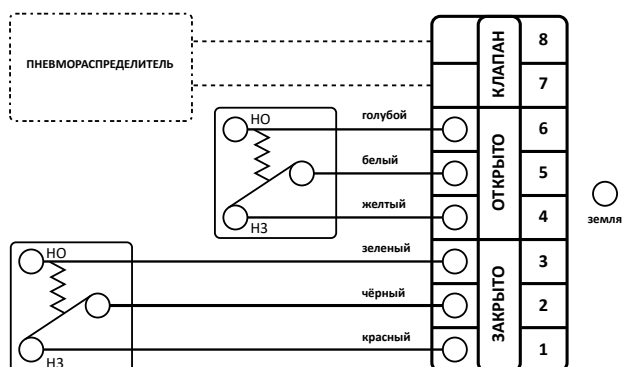 ПНЕВМОРАСПРЕДЕЛИТЕЛЬ
КЛАПАН
8
7
НО
голубой
6
белый
ОТКРЫТО
5
желтый
4
НЗ
земля
НО
зеленый
3
чёрный
ЗАКРЫТО
2
красный
1
НЗ